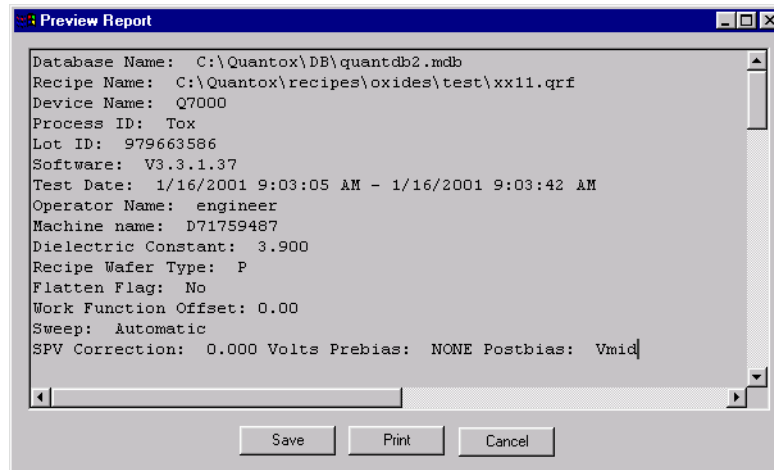 Preview Report
Database Name:  C:\Quantox\DB\quantdb2.mdb
Recipe Name:  C:\Quantox\recipes\oxides\test\xx11.qrf
Device Name:  Q7000
Process ID:  Tox
Lot ID:  979663586
Software:  V3.3.1.37
Test Date:  1/16/2001 9:03:05 AM - 1/16/2001 9:03:42 AM
Operator Name:  engineer
Machine name:  D71759487
Dielectric Constant:  3.900
Recipe Wafer Type:  P
Flatten Flag:  No
Work Function Offset: 0.00
Sweep:  Automatic
SPV Correction:  0.000 Volts Prebias:  NONE Postbias:  Vmid
Save Print Cancel